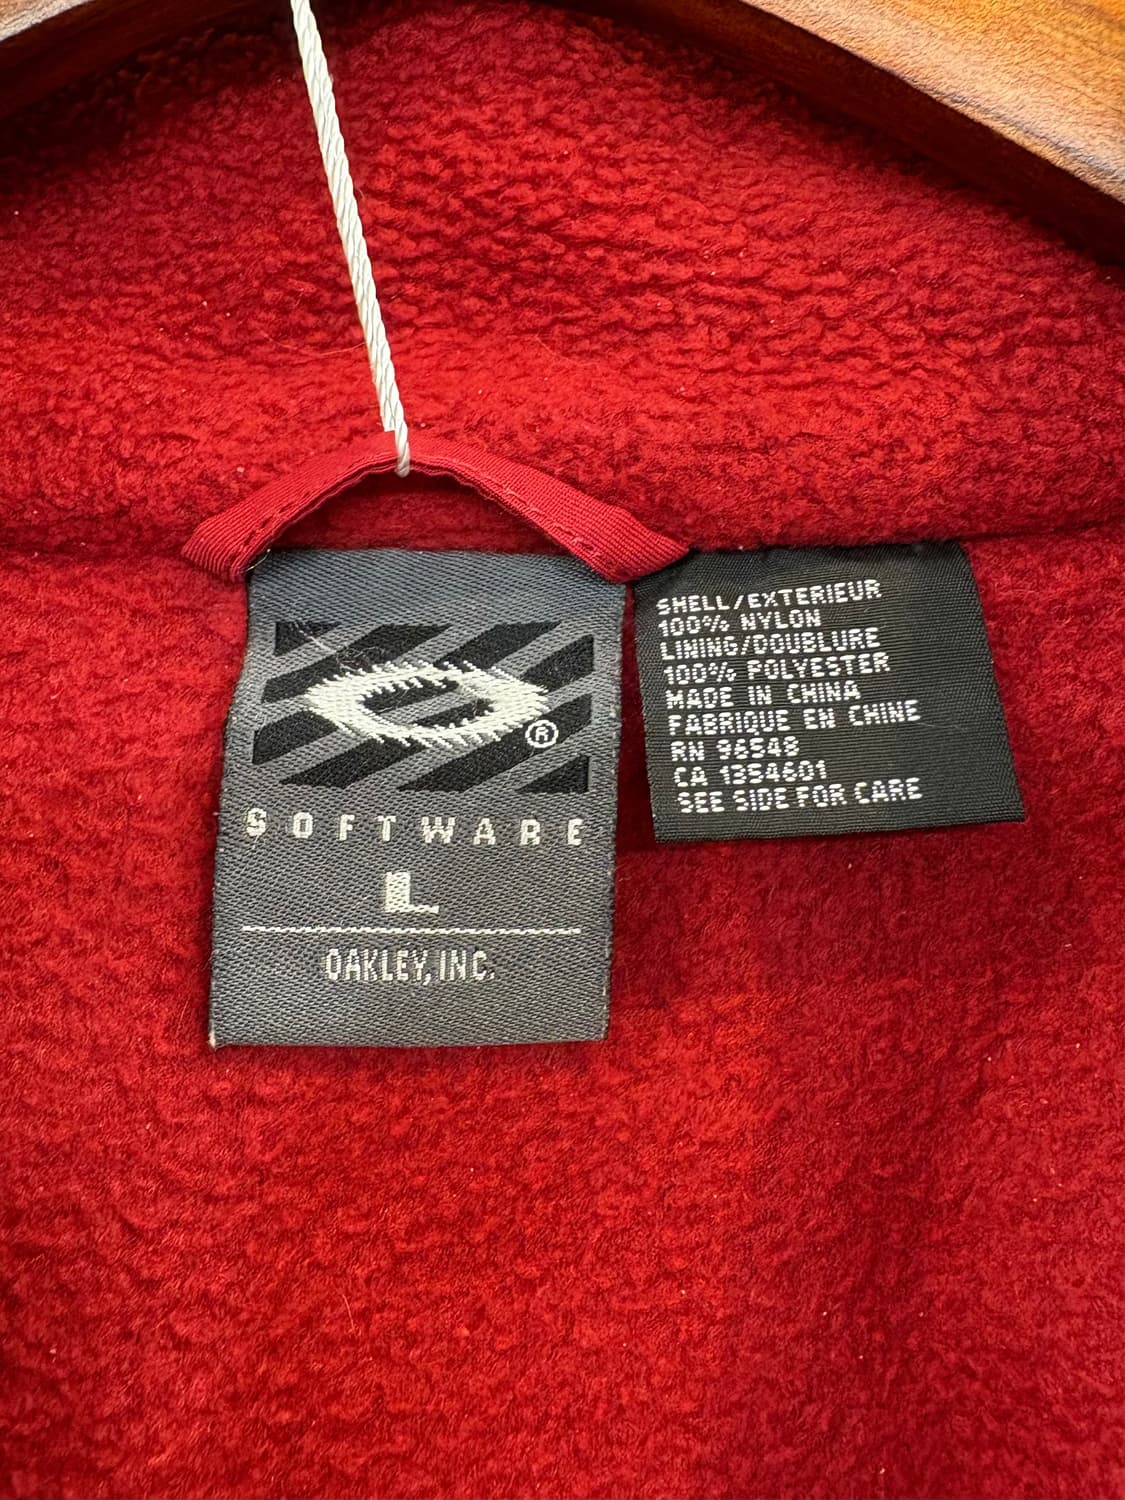 ®
SOFTWARE
L
OAKLEY, INC.
SHELL/EXTERIEUR
100% NYLON
LINING/DOUBLURE
100% POLYESTER
MADE IN CHINA
FABRIQUE EN CHINE
RN 96548
CA 1354601
SEE SIDE FOR CARE